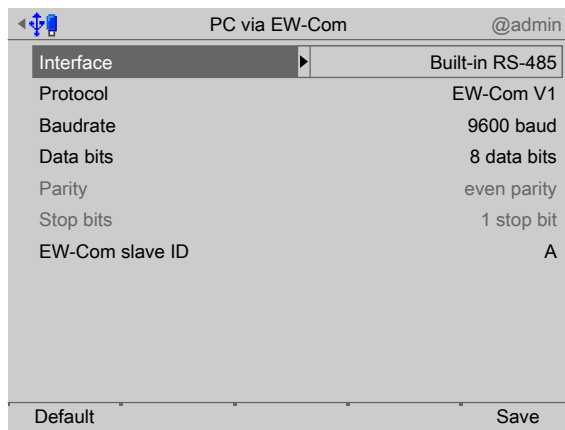 PC via EW-Com @admin
Interface Built-in RS-485
Protocol EW-Com V1
Baudrate 9600 baud
Data bits 8 data bits
Parity even parity
Stop bits 1 stop bit
EW-Com slave ID A
Default Save